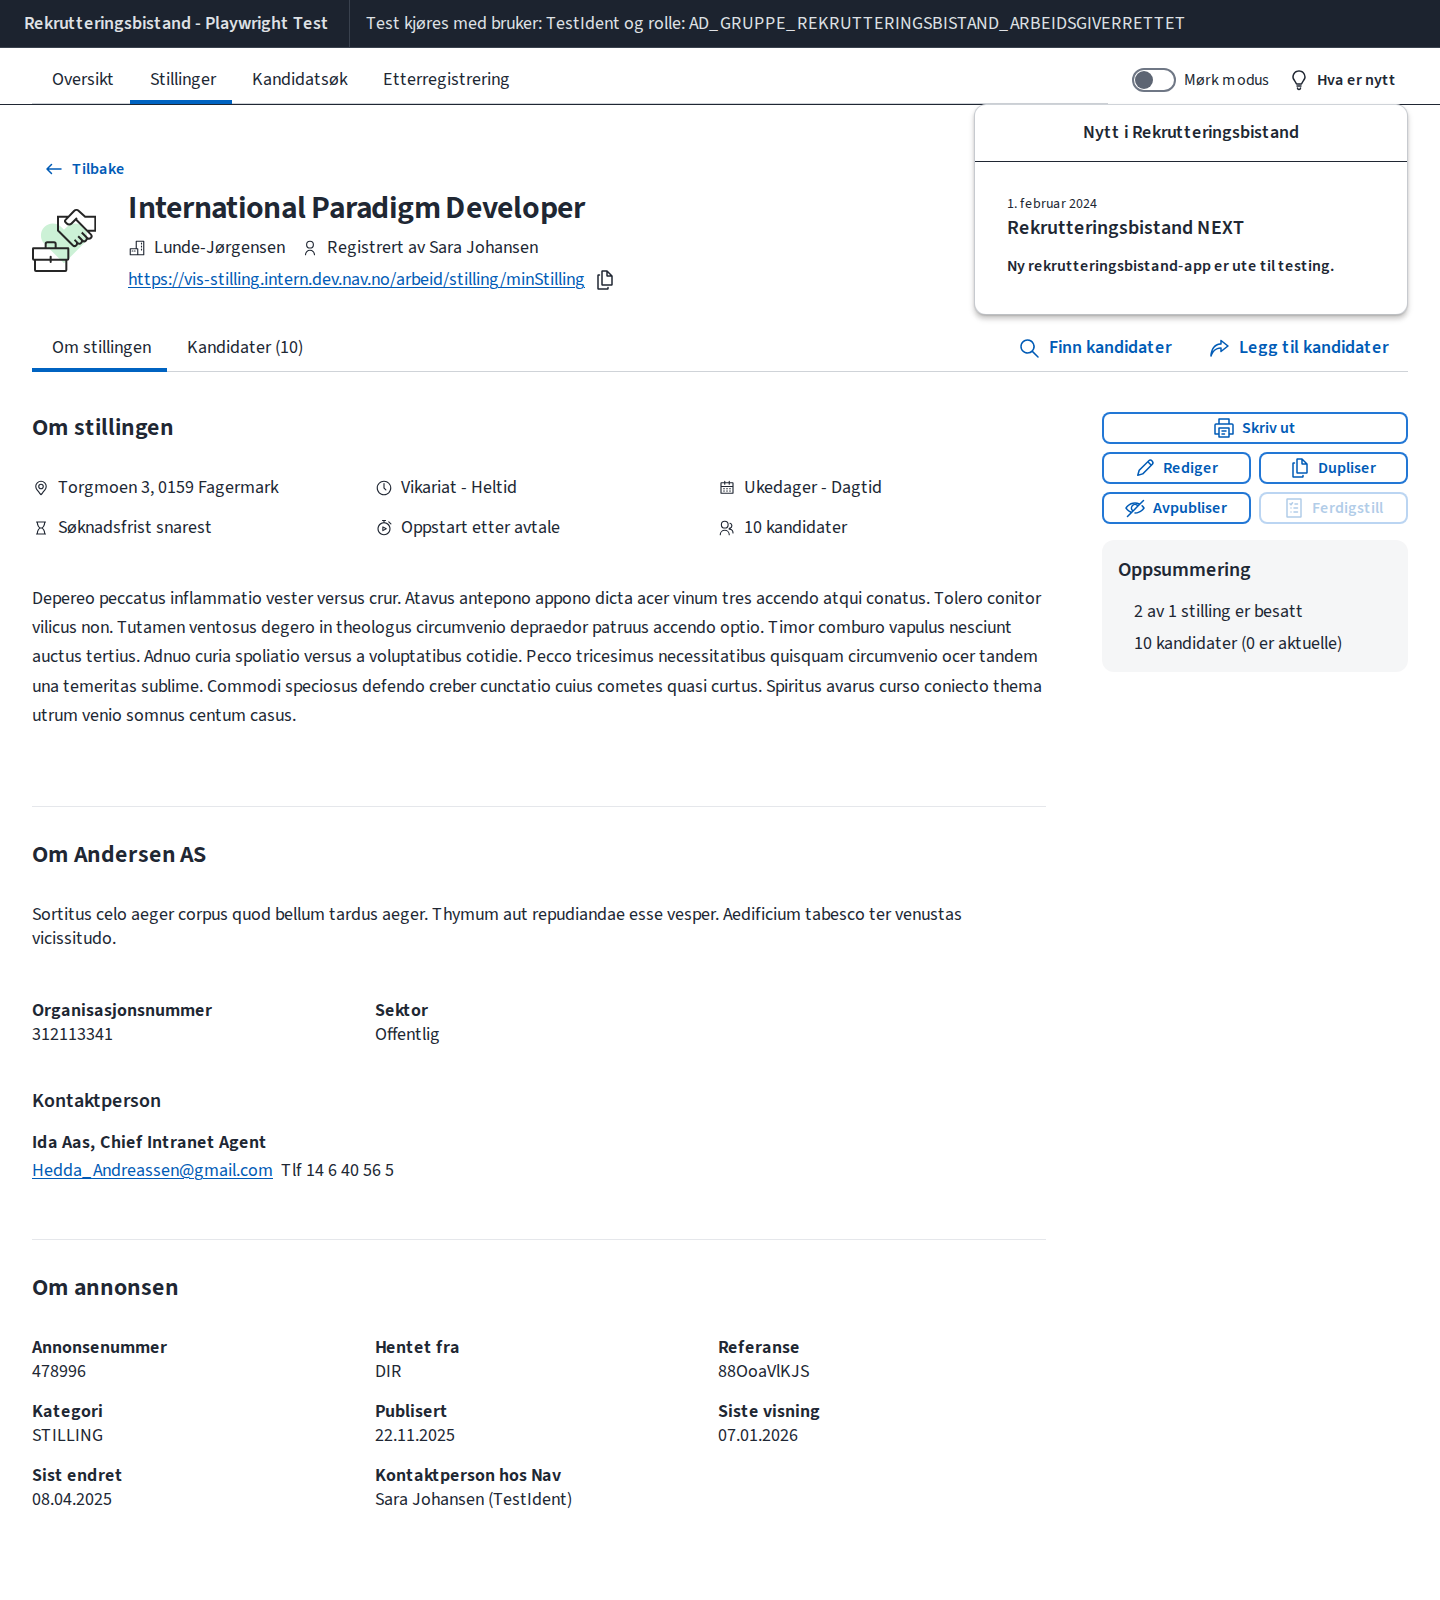 Rekrutteringsbistand - Playwright Test
Test kjøres med bruker: TestIdent og rolle: AD_GRUPPE_REKRUTTERINGSBISTAND_ARBEIDSGIVERRETTET
Oversikt
Stillinger
Kandidatsøk
Etterregistrering
Mørk modus
Hva er nytt
Nytt i Rekrutteringsbistand
1. februar 2024
Rekrutteringsbistand NEXT
Ny rekrutteringsbistand-app er ute til testing.
Tilbake
International Paradigm Developer
Lunde-Jørgensen
Registrert av Sara Johansen
https://vis-stilling.intern.dev.nav.no/arbeid/stilling/minStilling
Om stillingen
Kandidater (10)
Finn kandidater
Legg til kandidater
Om stillingen
Torgmoen 3, 0159 Fagermark
Vikariat - Heltid
Ukedager - Dagtid
Søknadsfrist snarest
Oppstart etter avtale
10 kandidater
Depereo peccatus inflammatio vester versus crur. Atavus antepono appono dicta acer vinum tres accendo atqui conatus. Tolero conitor
vilicus non. Tutamen ventosus degero in theologus circumvenio depraedor patruus accendo optio. Timor comburo vapulus nesciunt
auctus tertius. Adnuo curia spoliatio versus a voluptatibus cotidie. Pecco tricesimus necessitatibus quisquam circumvenio ocer tandem
una temeritas sublime. Commodi speciosus defendo creber cunctatio cuius cometes quasi curtus. Spiritus avarus curso coniecto thema
utrum venio somnus centum casus.
Skriv ut
Rediger
Dupliser
Avpubliser
Ferdigstill
Oppsummering
2 av 1 stilling er besatt
10 kandidater (0 er aktuelle)
Om Andersen AS
Sortitus celo aeger corpus quod bellum tardus aeger. Thymum aut repudiandae esse vesper. Aedificium tabesco ter venustas
vicissitudo.
Organisasjonsnummer
312113341
Sektor
Offentlig
Kontaktperson
Ida Aas, Chief Intranet Agent
Hedda_Andreassen@gmail.com Tlf 14 6 40 56 5
Om annonsen
Annonsenummer
478996
Hentet fra
DIR
Referanse
88OoaVlKJS
Kategori
STILLING
Publisert
22.11.2025
Siste visning
07.01.2026
Sist endret
08.04.2025
Kontaktperson hos Nav
Sara Johansen (TestIdent)